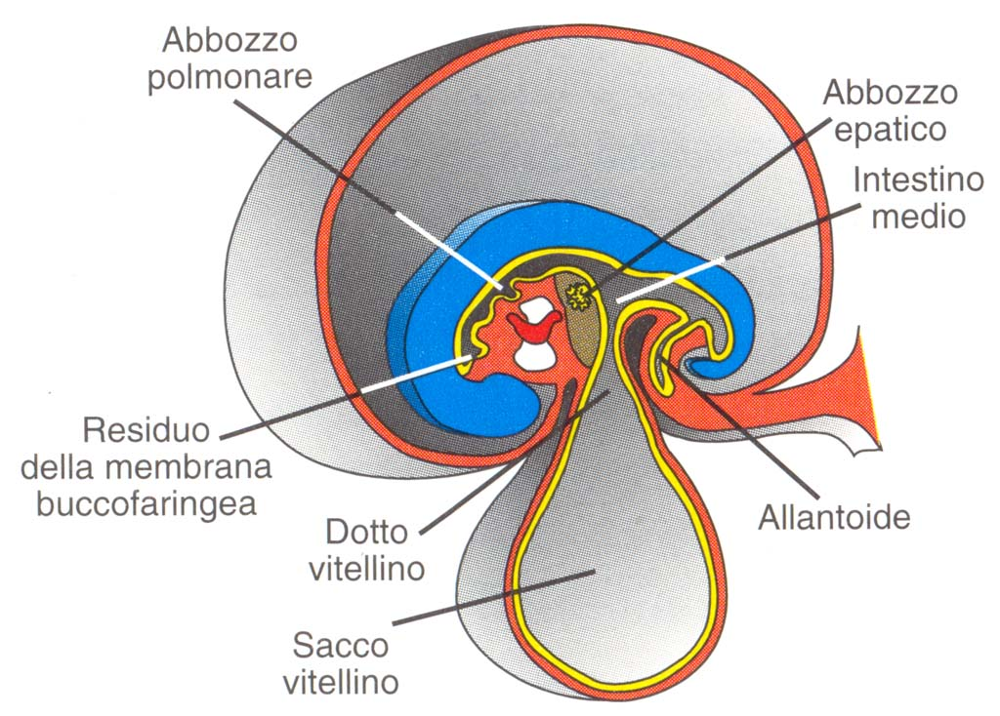 Abbozzo
polmonare
Abbozzo
epatico
Intestino
medio
Residuo
della membrana
buccofaringea
Dotto
vitellino
Allantoide
Sacco
vitellino